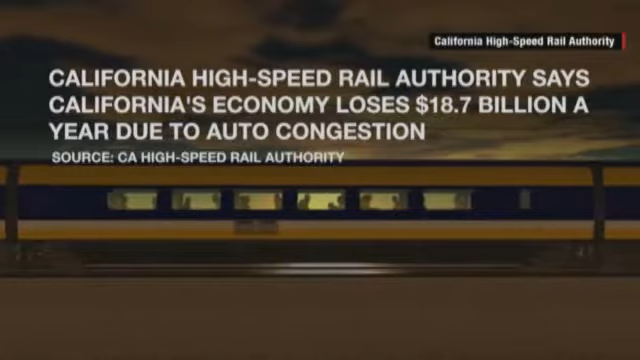 California High-Speed Rail Authority
CALIFORNIA HIGH-SPEED RAIL AUTHORITY SAYS
CALIFORNIA'S ECONOMY LOSES $18.7 BILLION A
YEAR DUE TO AUTO CONGESTION
SOURCE: CA HIGH-SPEED RAIL AUTHORITY